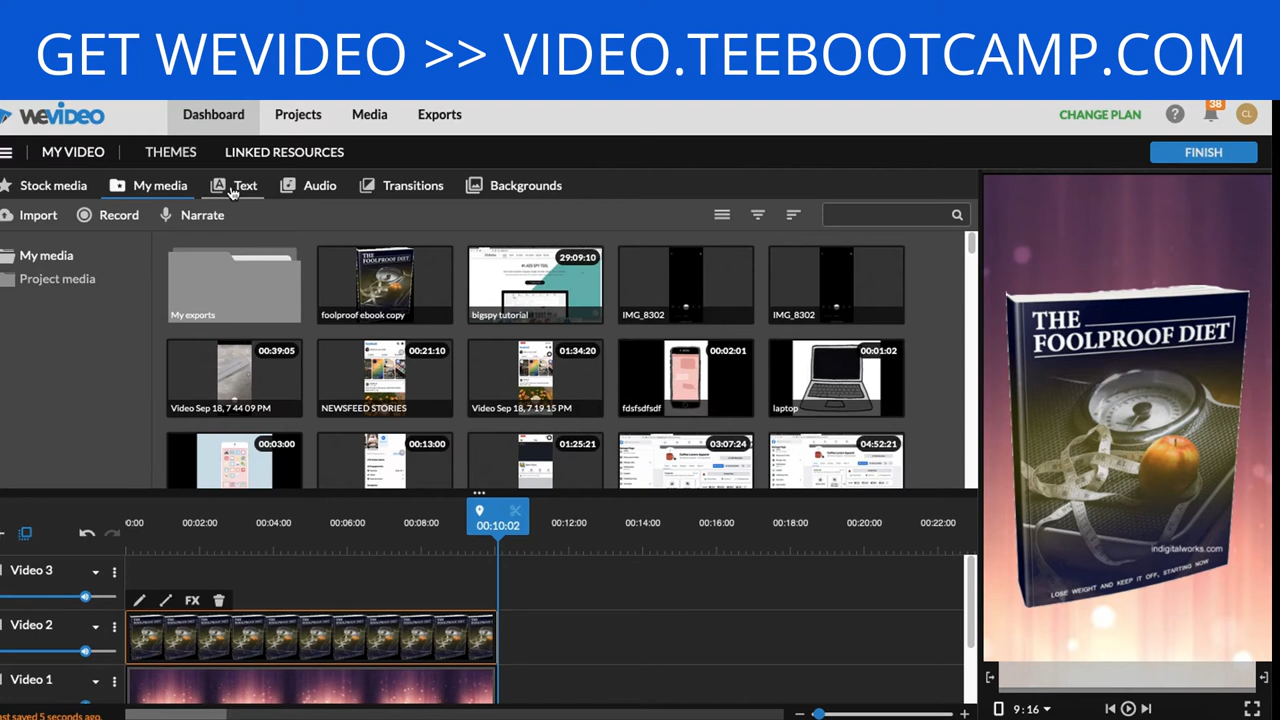 GET WEVIDEO >> VIDEO.TEEBOOTCAMP.COM
WEVIDEO
Dashboard
Projects
Media
Exports
CHANGE PLAN
?
38
CL
MY VIDEO
THEMES
LINKED RESOURCES
FINISH
Stock media
My media
Text
Audio
Transitions
Backgrounds
Import
Record
Narrate
My media
Project media
My exports
foolproof ebook copy
29:09:10
bigspy tutorial
IMG_8302
IMG_8302
00:39:05
Video Sep 18, 7 44 09 PM
00:21:10
NEWSFEED STORIES
01:34:20
Video Sep 18, 7 19 15 PM
00:02:01
fdsfsdfsdf
00:01:02
laptop
00:03:00
00:13:00
01:25:21
03:07:24
04:52:21
0:00
00:02:00
00:04:00
00:06:00
00:08:00
00:10:02
00:12:00
00:14:00
00:16:00
00:18:00
00:20:00
00:22:00
Video 3
FX
Video 2
Video 1
ast saved 5 seconds ago.
THE
FOOLPROOF DIET
indigitalworks.com
LOSE WEIGHT AND KEEP IT OFF, STARTING NOW
9:16